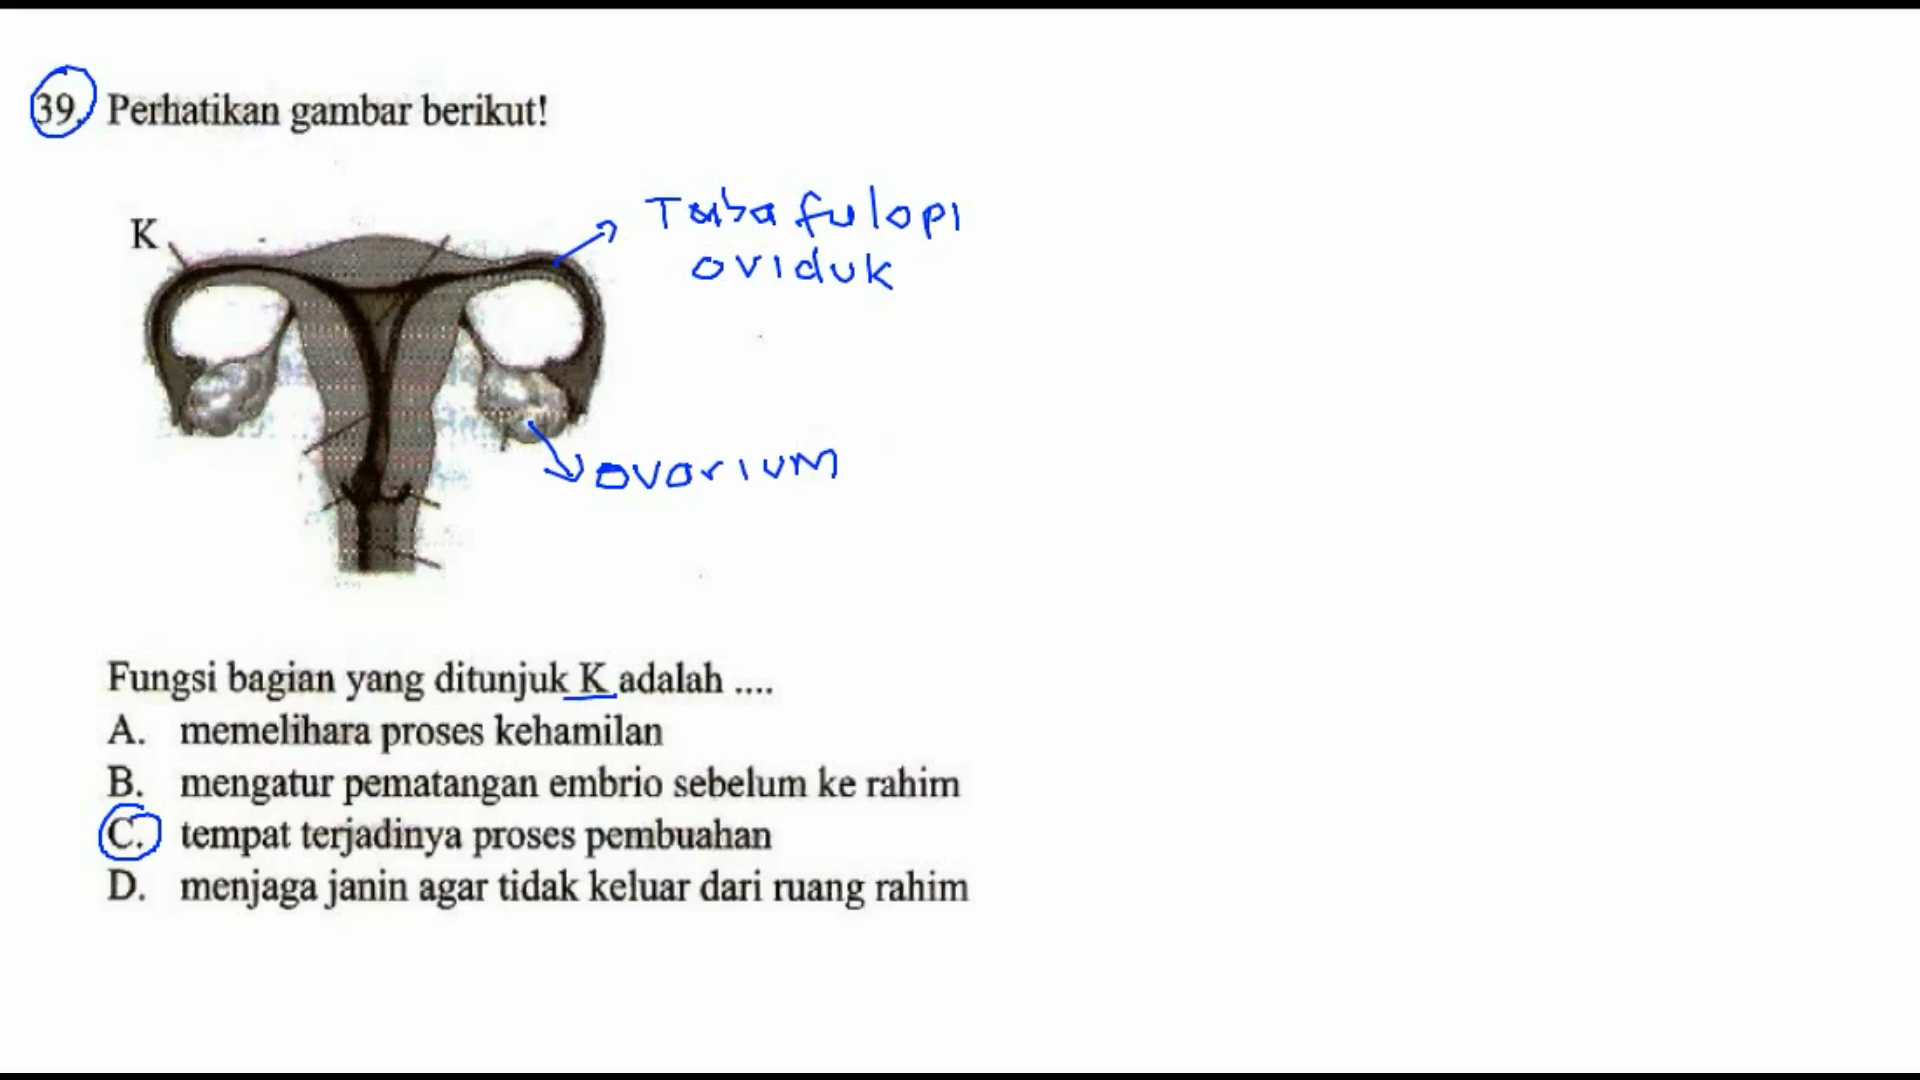 39. Perhatikan gambar berikut!
K
Tuba fulopi
oviduk
ovorium
Fungsi bagian yang ditunjuk K adalah ....
A. memelihara proses kehamilan
B. mengatur pematangan embrio sebelum ke rahim
C. tempat terjadinya proses pembuahan
D. menjaga janin agar tidak keluar dari ruang rahim